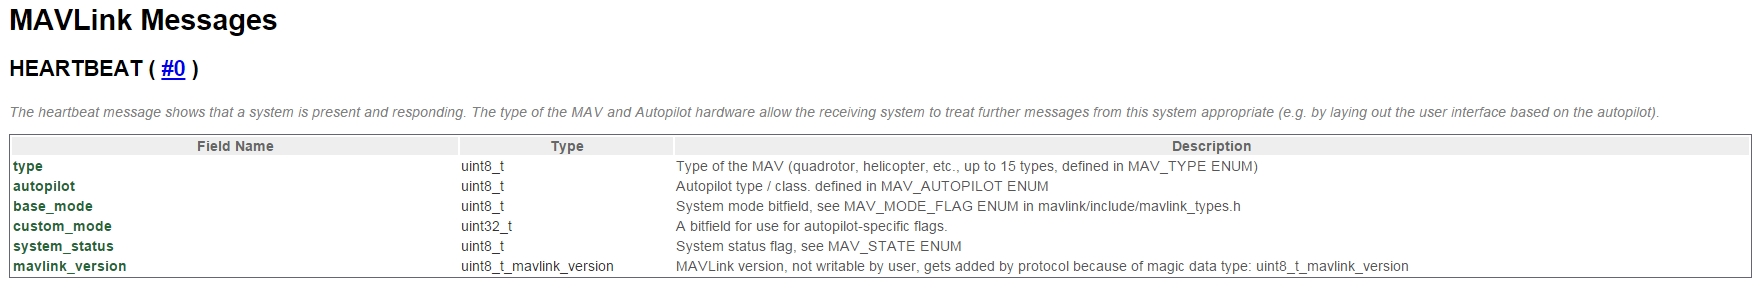 MAVLink Messages
HEARTBEAT ( #0 )
The heartbeat message shows that a system is present and responding. The type of the MAV and Autopilot hardware allow the receiving system to treat further messages from this system appropriate (e.g. by laying out the user interface based on the autopilot).
Field Name Type Description
type uint8_t Type of the MAV (quadrotor, helicopter, etc., up to 15 types, defined in MAV_TYPE ENUM)
autopilot uint8_t Autopilot type / class. defined in MAV_AUTOPILOT ENUM
base_mode uint8_t System mode bitfield, see MAV_MODE_FLAG ENUM in mavlink/include/mavlink_types.h
custom_mode uint32_t A bitfield for use for autopilot-specific flags.
system_status uint8_t System status flag, see MAV_STATE ENUM
mavlink_version uint8_t_mavlink_version MAVLink version, not writable by user, gets added by protocol because of magic data type: uint8_t_mavlink_version